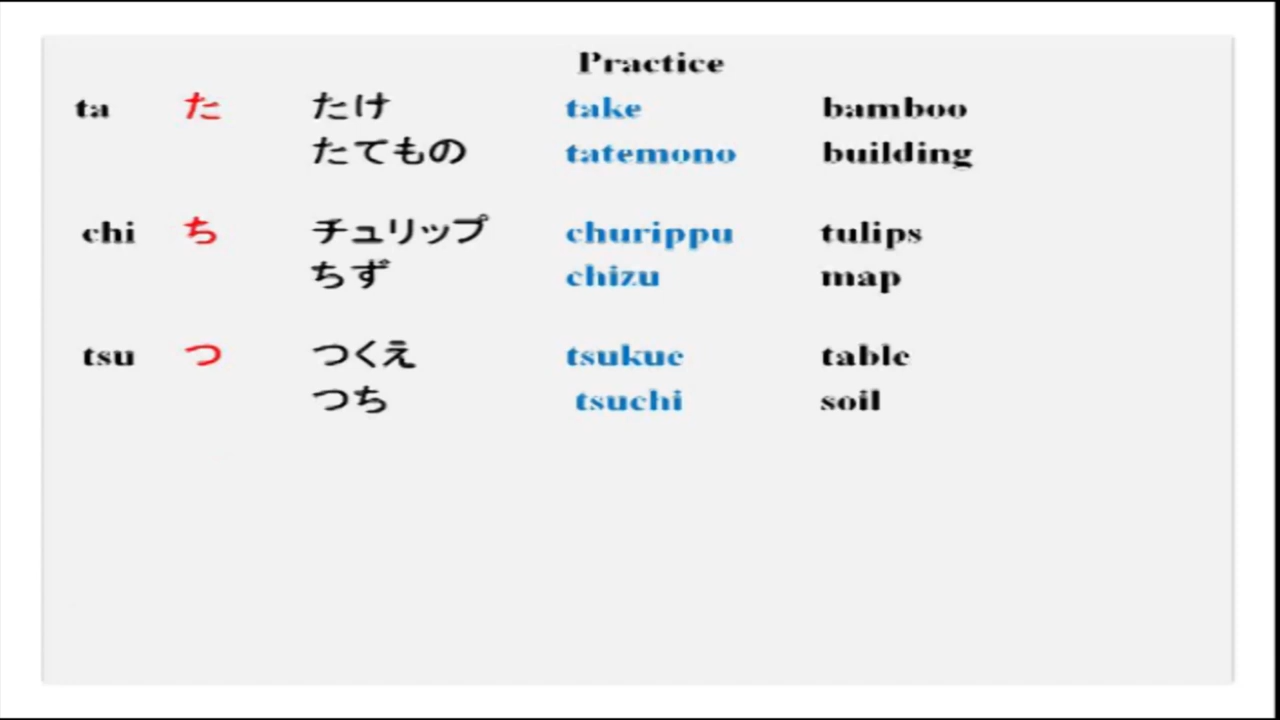 Practice
ta た たけ take bamboo
たてもの tatemono building
chi ち チュリップ churippu tulips
ちず chizu map
tsu つ つくえ tsukue table
つち tsuchi soil